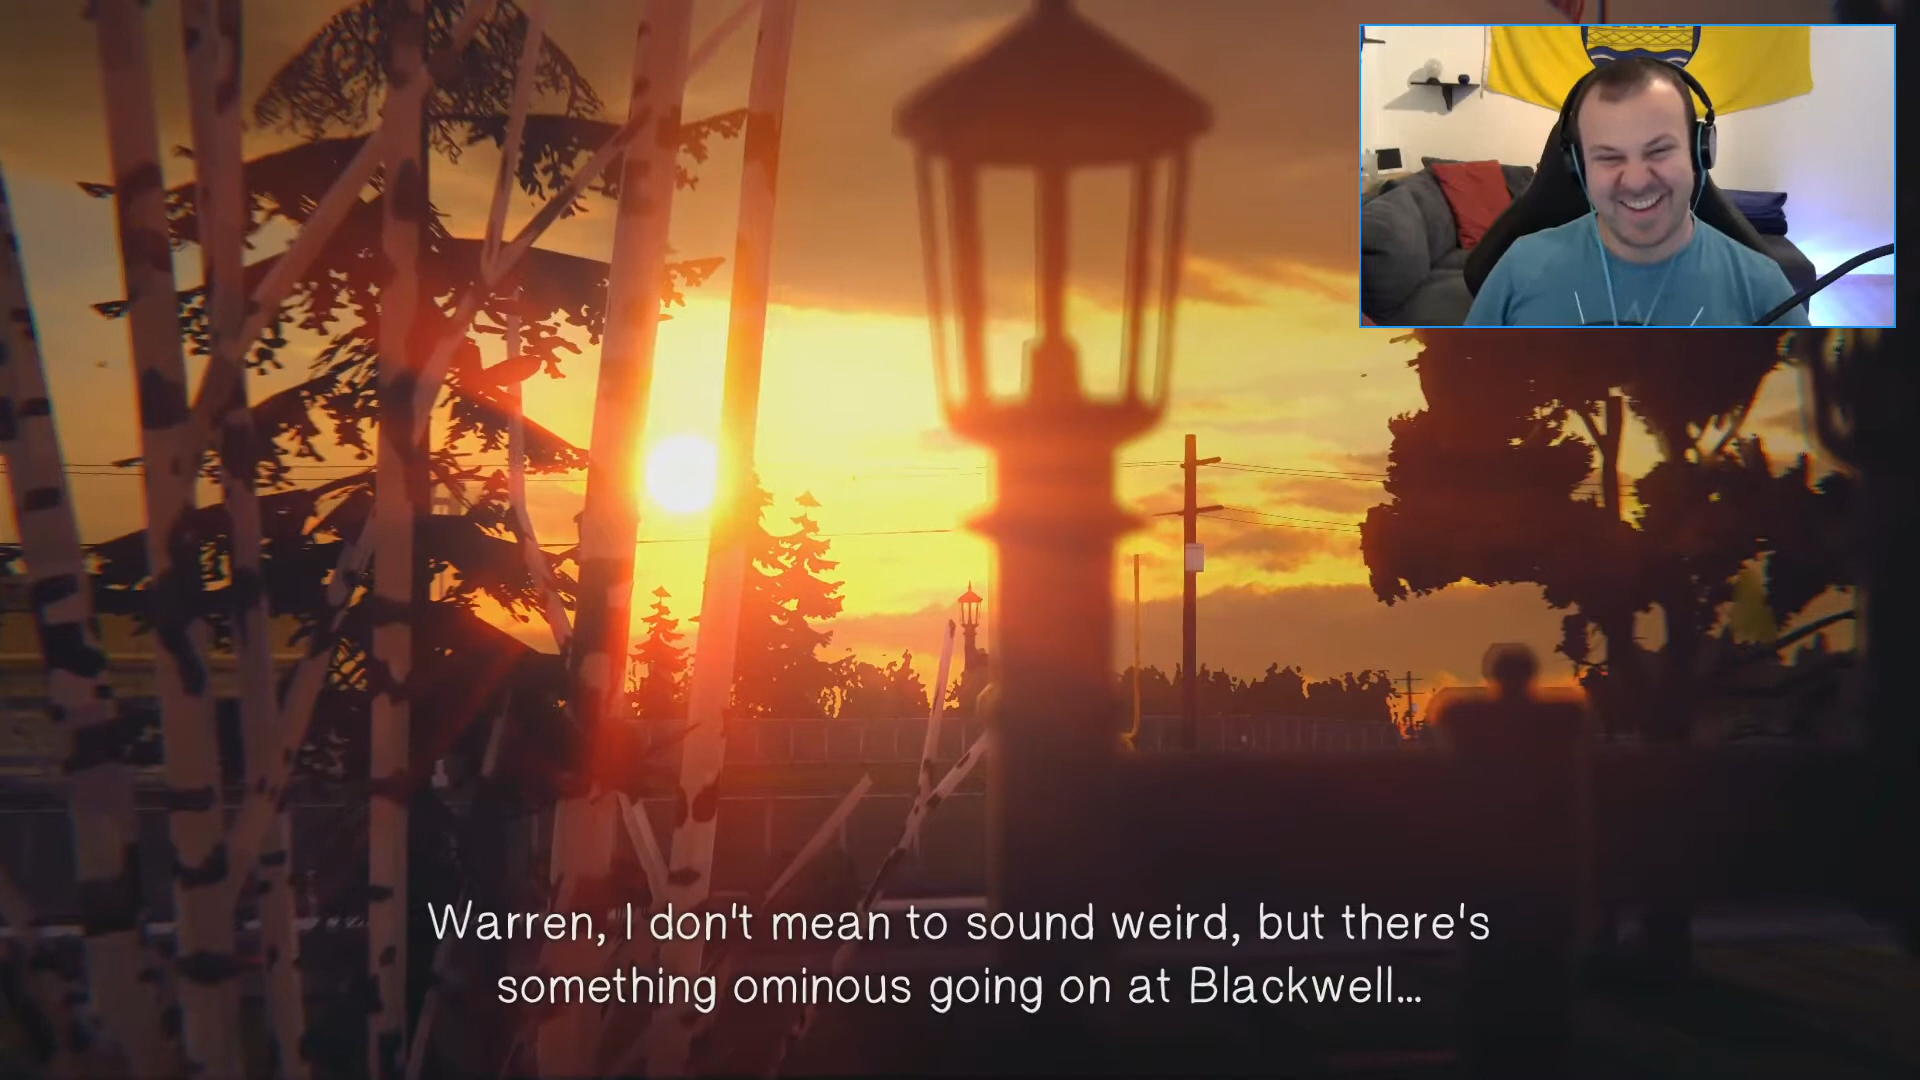 Warren, I don't mean to sound weird, but there's
something ominous going on at Blackwell...